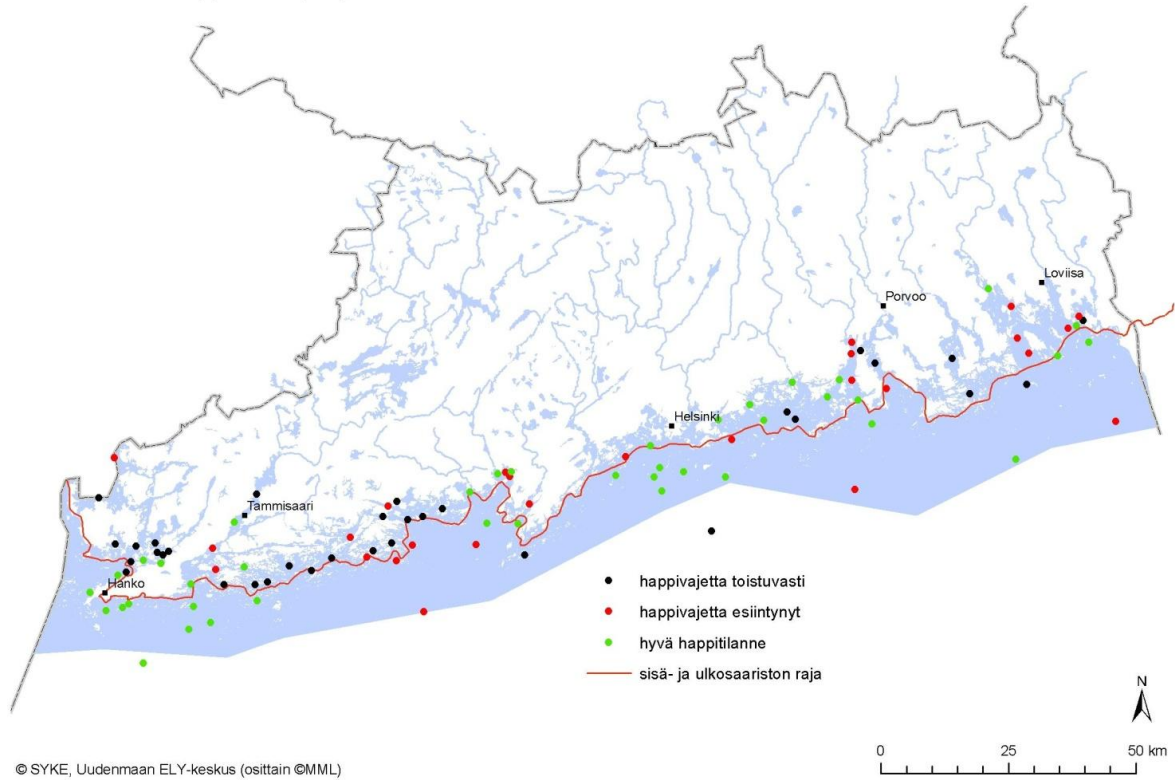 Loviisa
Porvoo
Helsinki
Tammisaari
Hanko
happivajetta toistuvasti
happivajetta esiintynyt
hyvä happitilanne
sisä- ja ulkosaariston raja
N
0 25 50 km
© SYKE, Uudenmaan ELY-keskus (osittain ©MML)